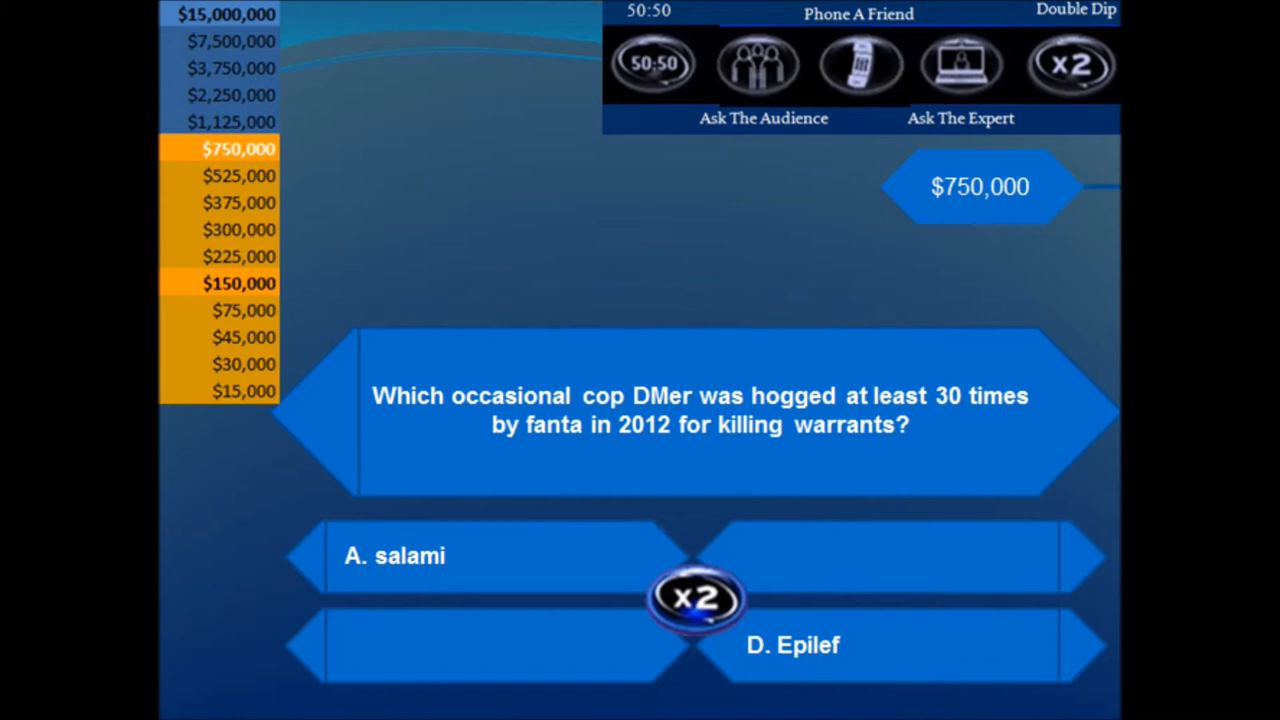 $15,000,000
$7,500,000
$3,750,000
$2,250,000
$1,125,000
$750,000
$525,000
$375,000
$300,000
$225,000
$150,000
$75,000
$45,000
$30,000
$15,000
50:50 Phone A Friend Double Dip
50:50 x2
Ask The Audience Ask The Expert
$750,000
Which occasional cop DMer was hogged at least 30 times
by fanta in 2012 for killing warrants?
A. salami
x2
D. Epilef